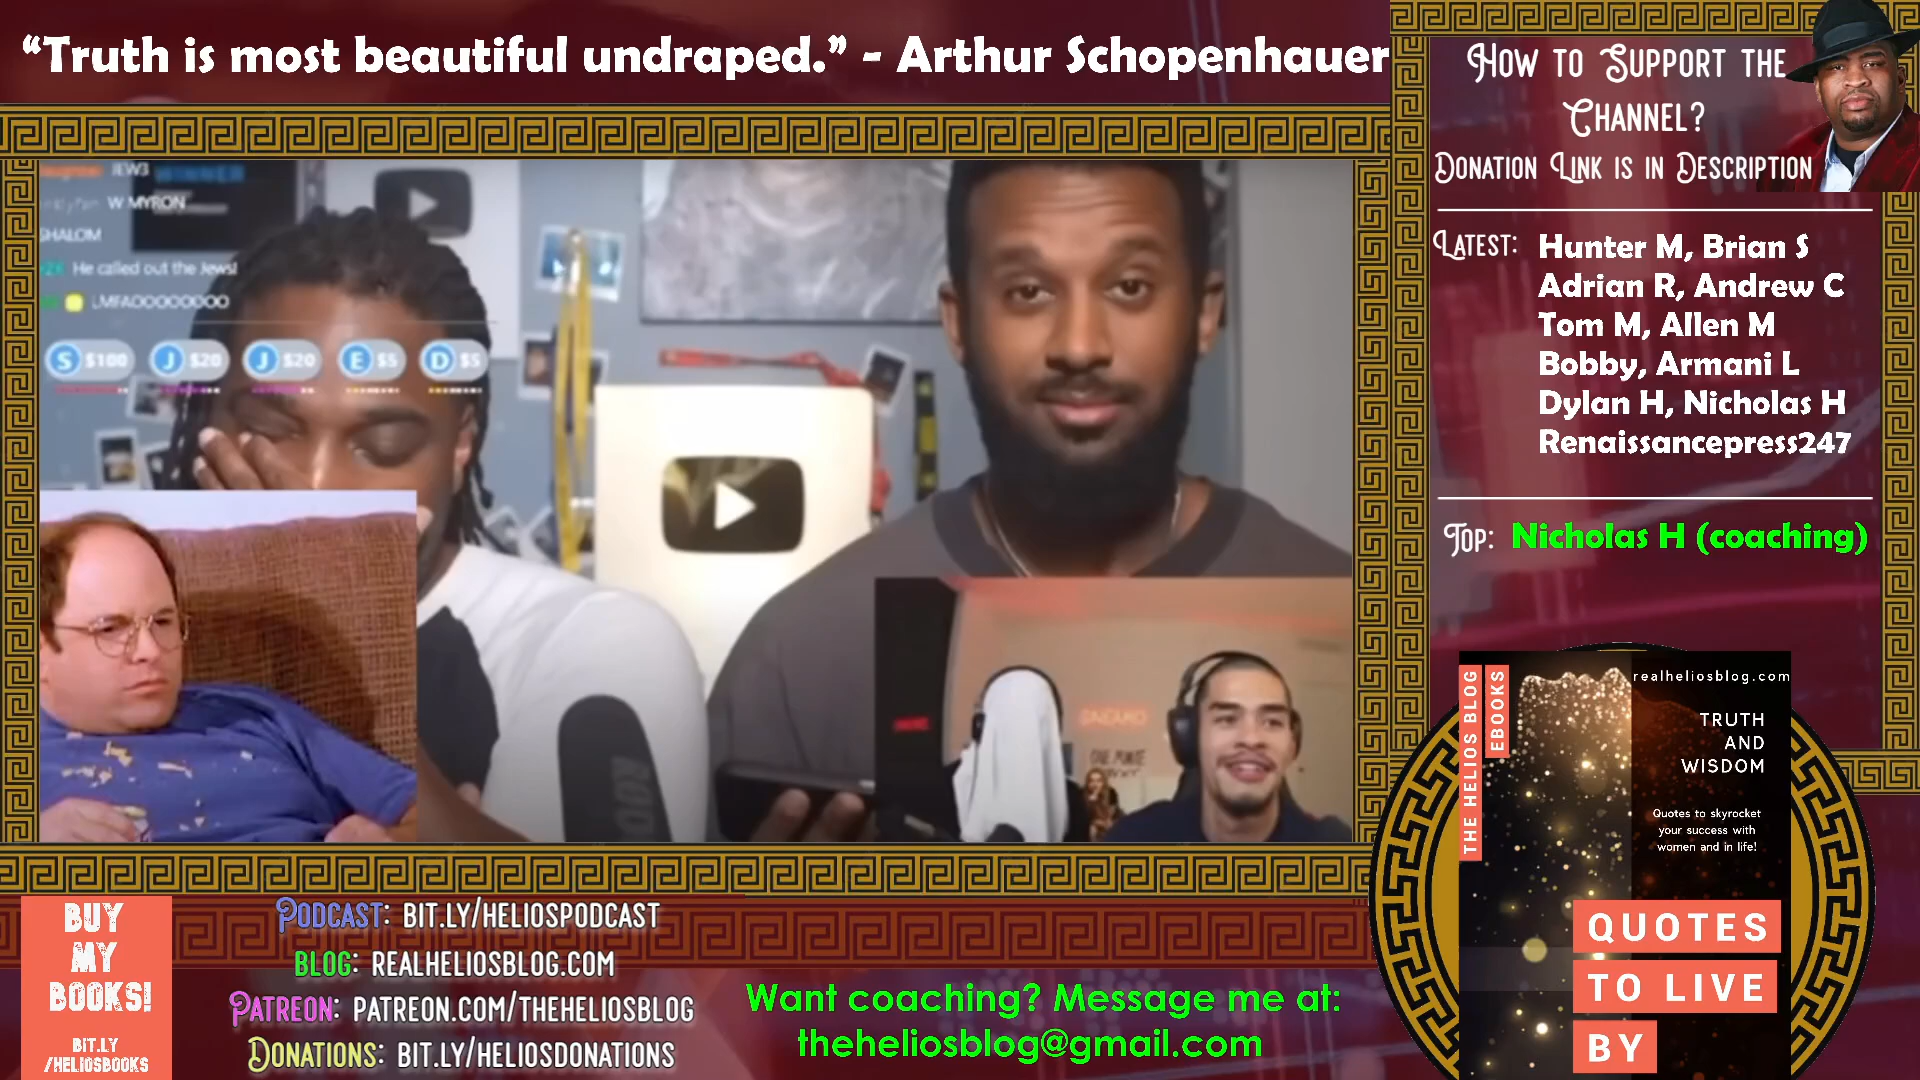 “Truth is most beautiful undraped.” - Arthur Schopenhauer
How to Support the
Channel?
Donation Link is in Description
JEW3
W MYRON
SHALOM
He called out the Jews!
LMFAOOOOOOOO
S $100 J $20 J $20 E $5 D $5
Latest: Hunter M, Brian S
Adrian R, Andrew C
Tom M, Allen M
Bobby, Armani L
Dylan H, Nicholas H
Renaissancepress247
Top: Nicholas H (coaching)
THE HELIOS BLOG
EBOOKS
realheliosblog.com
TRUTH
AND
WISDOM
Quotes to skyrocket
your success with
women and in life!
QUOTES
TO LIVE
BY
BUY
MY
BOOKS!
BIT.LY
/HELIOSBOOKS
Podcast: BIT.LY/HELIOSPODCAST
BLOG: REALHELIOSBLOG.COM
Patreon: PATREON.COM/THEHELIOSBLOG
Donations: BIT.LY/HELIOSDONATIONS
Want coaching? Message me at:
theheliosblog@gmail.com